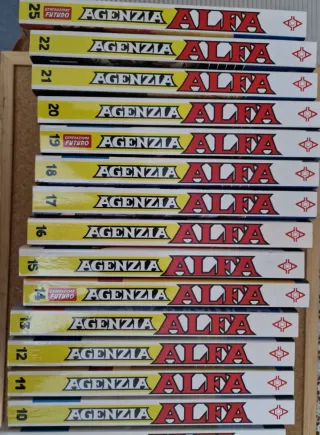 25 GENERAZIONE FUTURO AGENZIA ALFA
22 AGENZIA ALFA
21 AGENZIA ALFA
20 AGENZIA ALFA
19 GENERAZIONE FUTURO AGENZIA ALFA
18 AGENZIA ALFA
17 AGENZIA ALFA
16 AGENZIA ALFA
15 AGENZIA ALFA
14 GENERAZIONE FUTURO AGENZIA ALFA
13 AGENZIA ALFA
12 AGENZIA ALFA
11 AGENZIA ALFA
10 AGENZIA ALFA